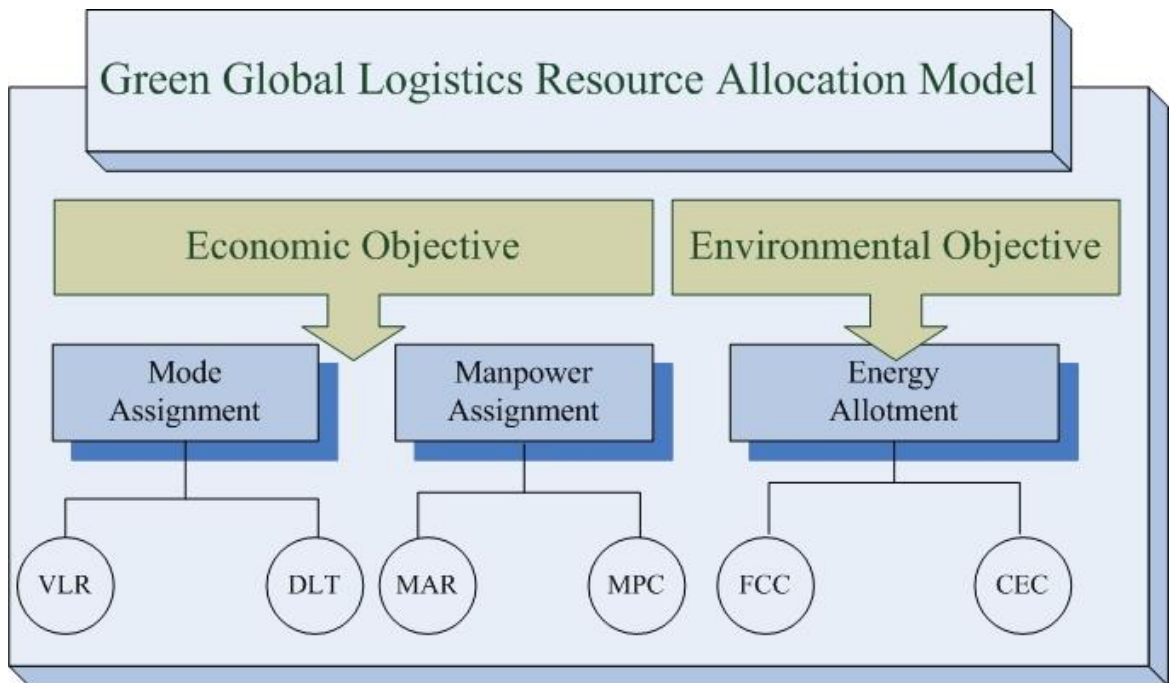 Green Global Logistics Resource Allocation Model
Economic Objective
Environmental Objective
Mode
Assignment
Manpower
Assignment
Energy
Allotment
VLR
DLT
MAR
MPC
FCC
CEC